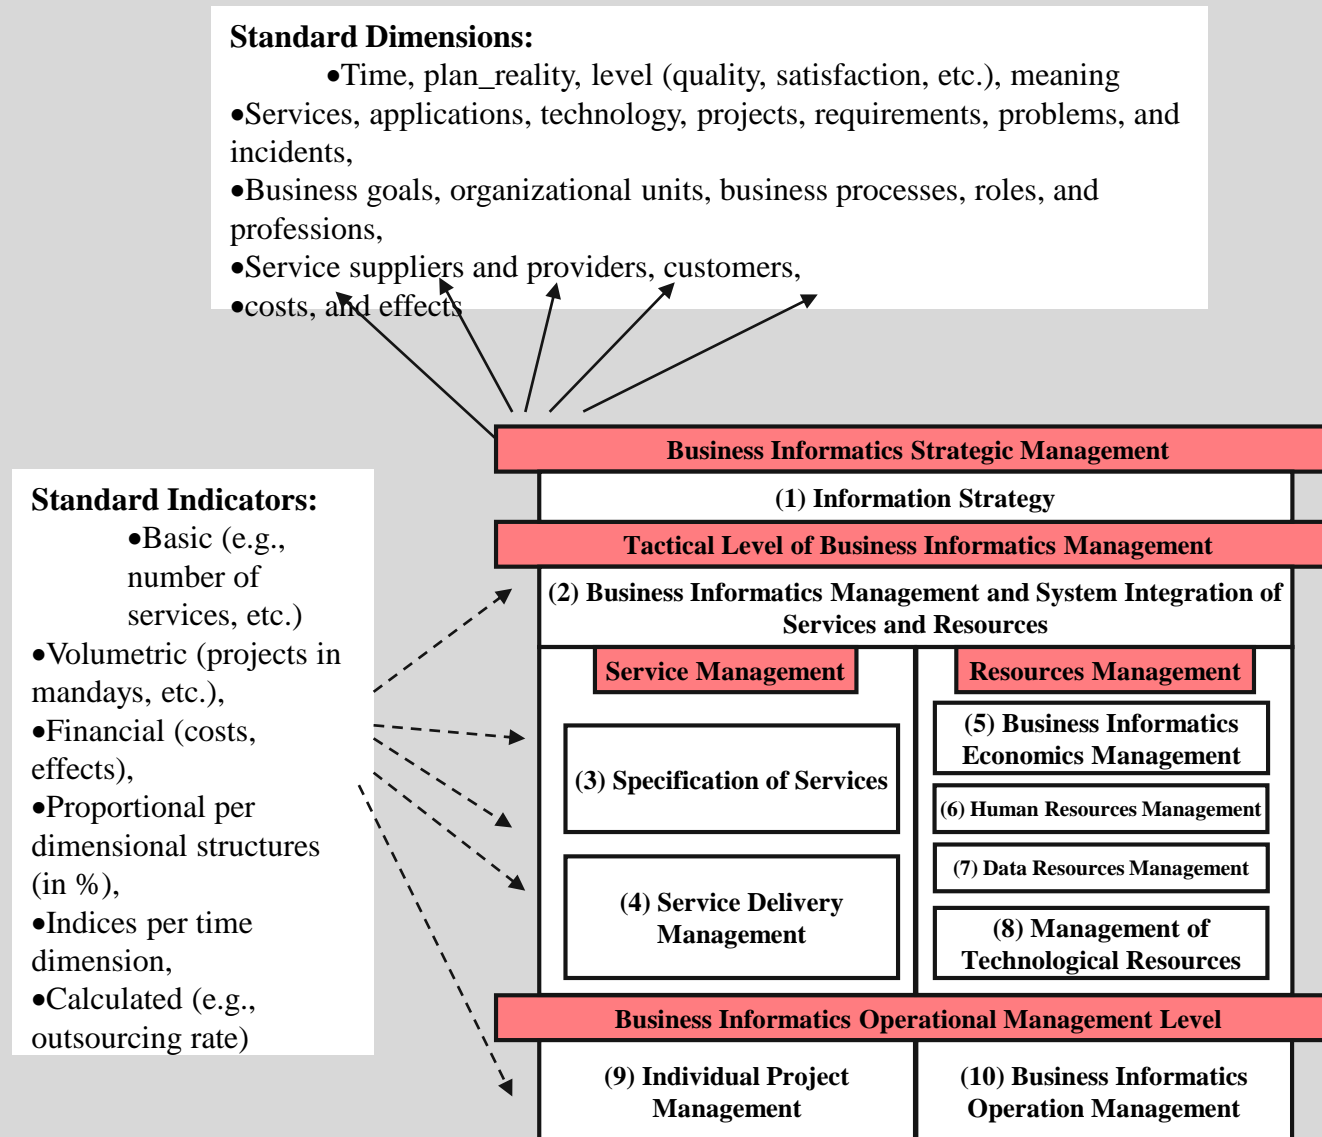 Standard Dimensions:
•Time, plan_reality, level (quality, satisfaction, etc.), meaning
•Services, applications, technology, projects, requirements, problems, and
incidents,
•Business goals, organizational units, business processes, roles, and
professions,
•Service suppliers and providers, customers,
•costs, and effects
Standard Indicators:
•Basic (e.g.,
number of
services, etc.)
•Volumetric (projects in
mandays, etc.),
•Financial (costs,
effects),
•Proportional per
dimensional structures
(in %),
•Indices per time
dimension,
•Calculated (e.g.,
outsourcing rate)
Business Informatics Strategic Management
(1) Information Strategy
Tactical Level of Business Informatics Management
(2) Business Informatics Management and System Integration of
Services and Resources
Service Management
(3) Specification of Services
(4) Service Delivery
Management
Resources Management
(5) Business Informatics
Economics Management
(6) Human Resources Management
(7) Data Resources Management
(8) Management of
Technological Resources
Business Informatics Operational Management Level
(9) Individual Project
Management
(10) Business Informatics
Operation Management